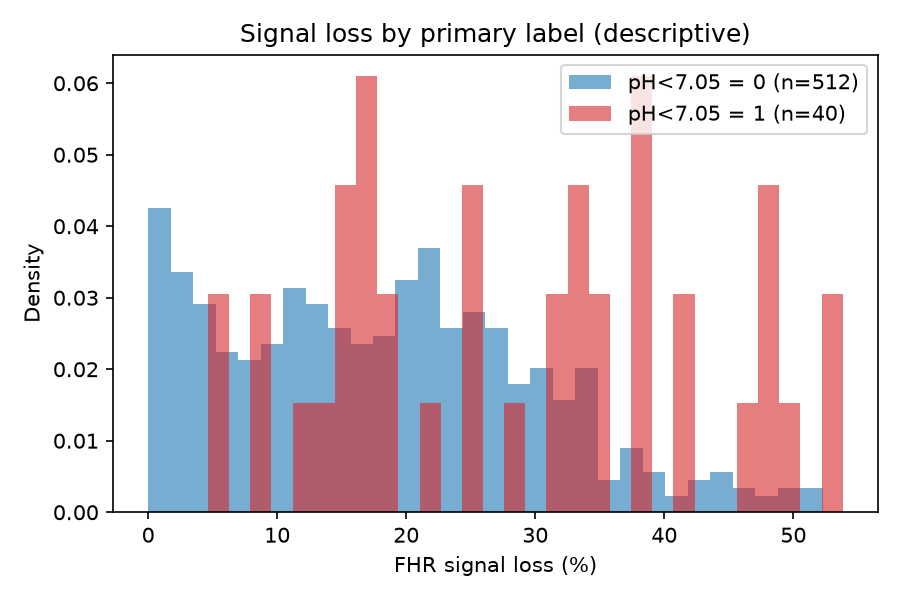 Signal loss by primary label (descriptive)
pH<7.05 = 0 (n=512)
pH<7.05 = 1 (n=40)
Density
0.06
0.05
0.04
0.03
0.02
0.01
0.00
0 10 20 30 40 50
FHR signal loss (%)